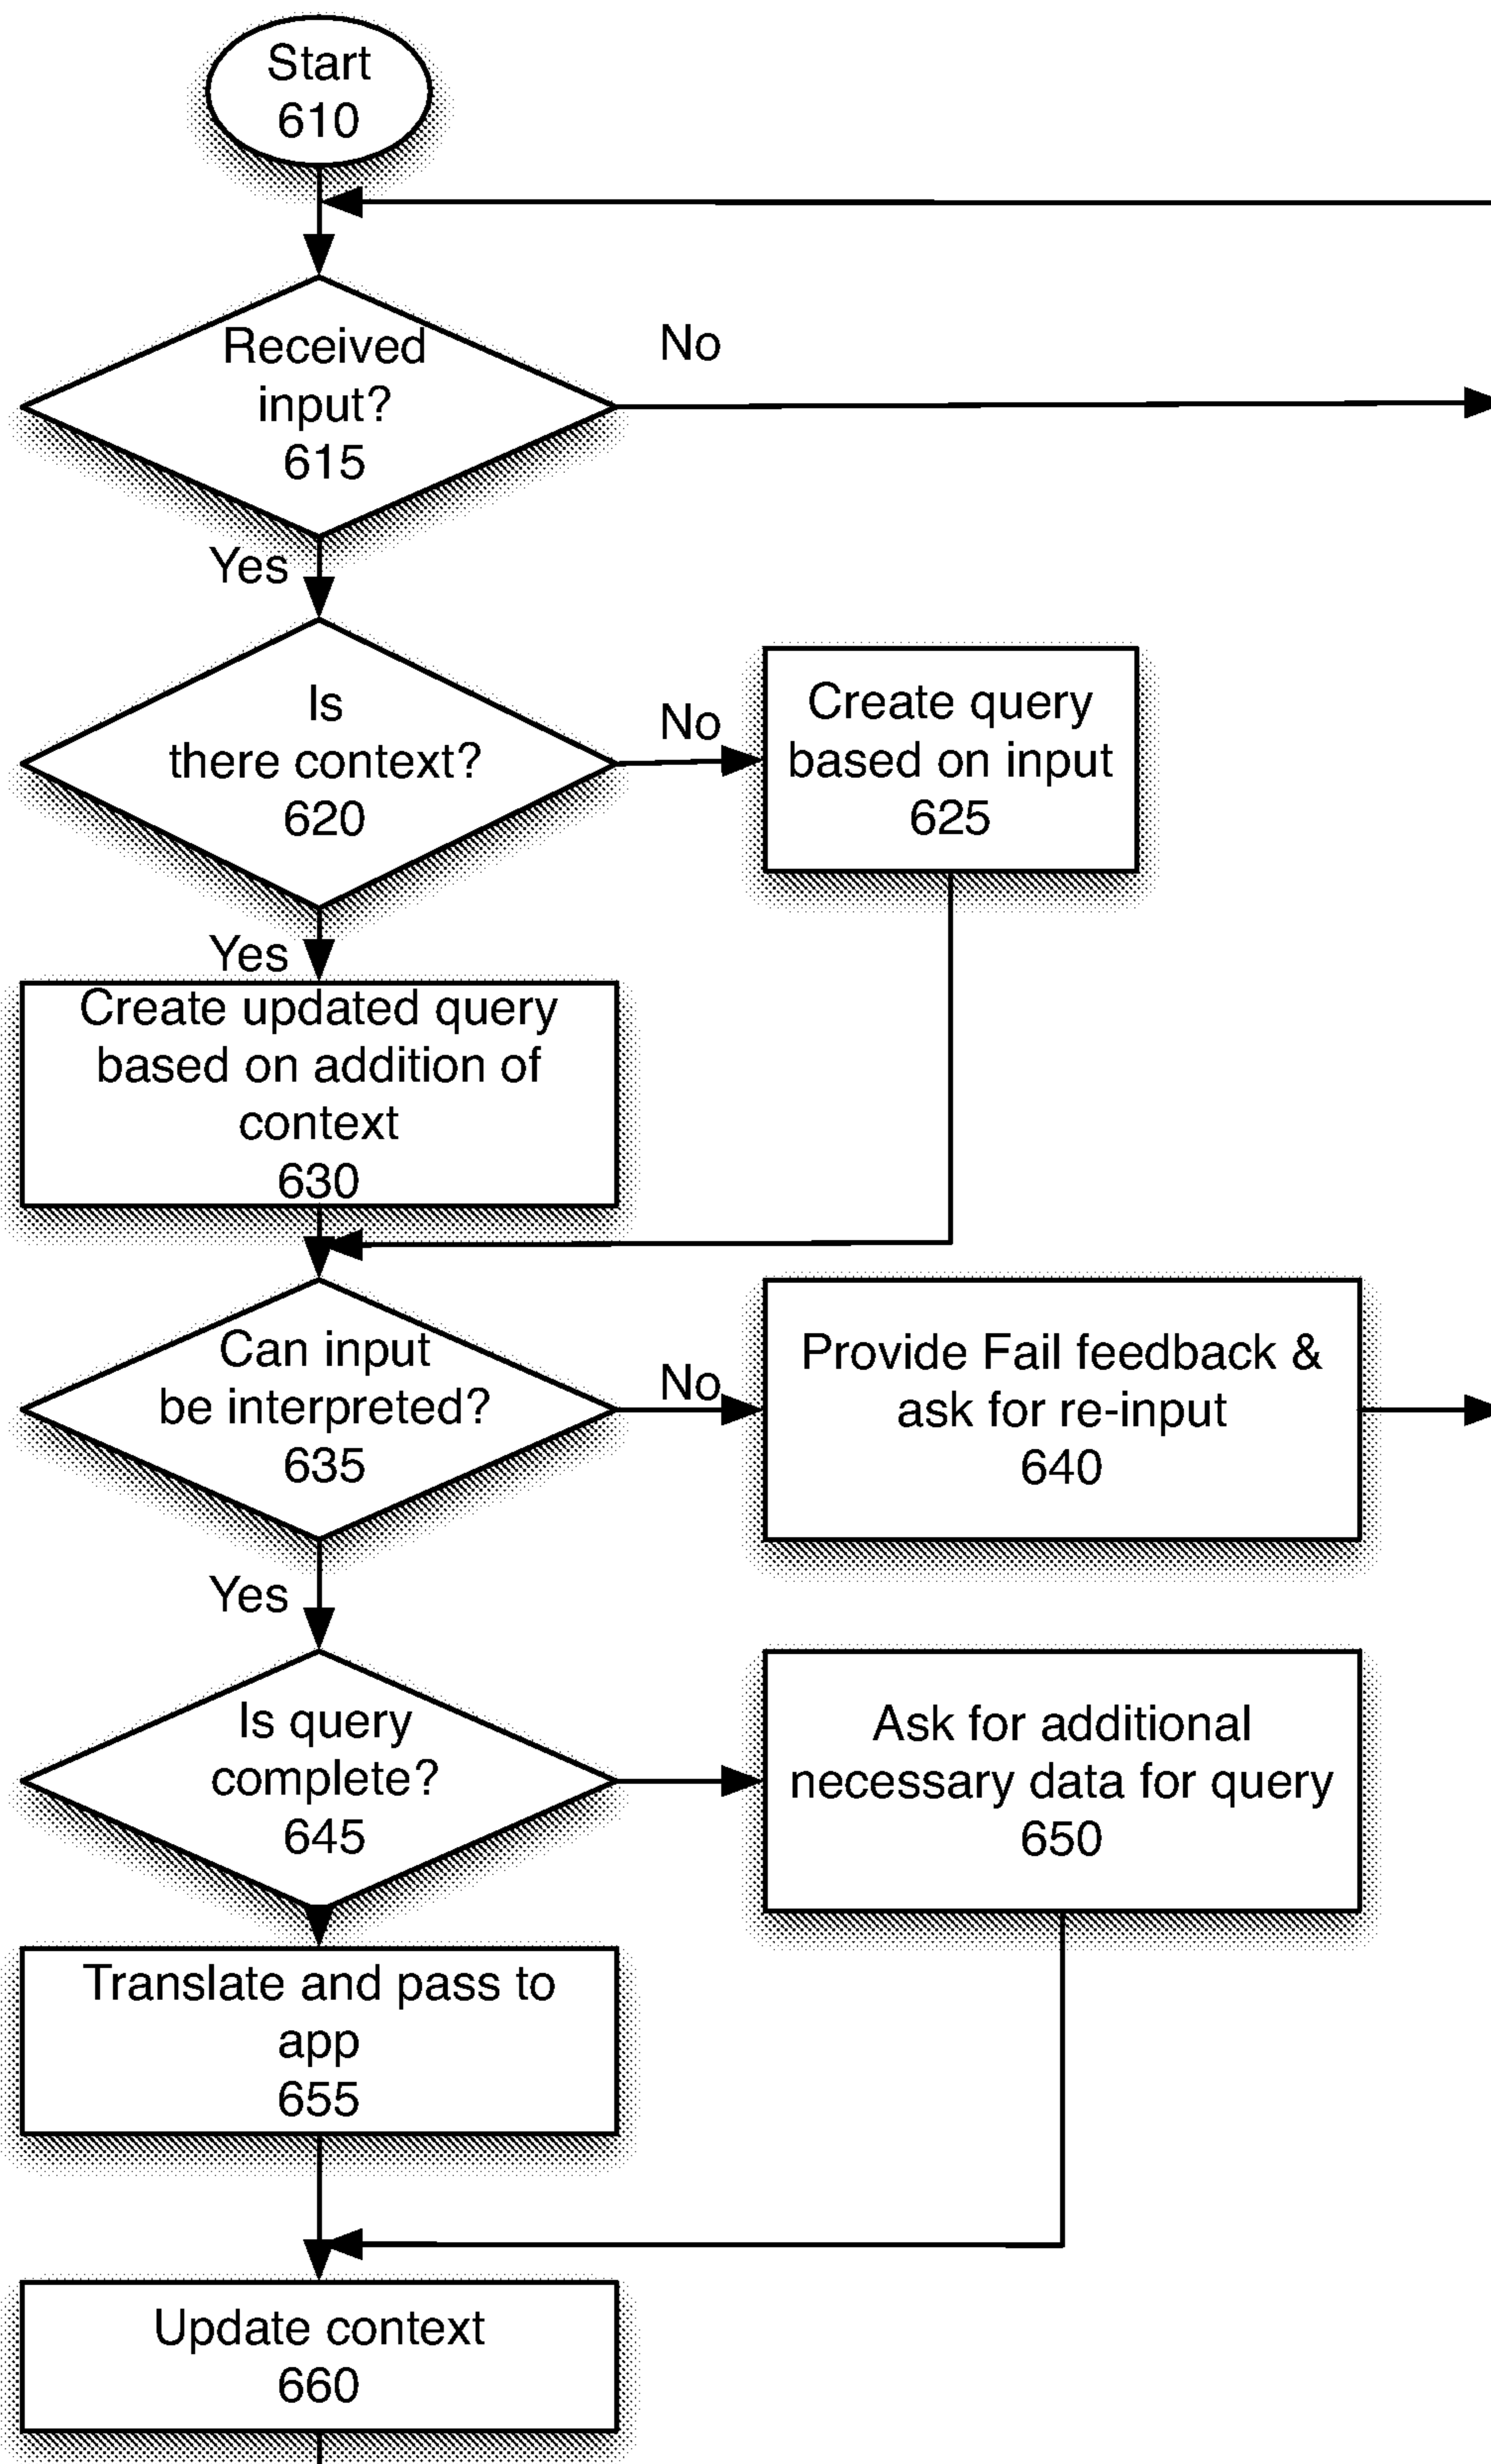 Start
610
Received
input?
615
No
Yes
Is
there context?
620
No
Create query
based on input
625
Yes
Create updated query
based on addition of
context
630
Can input
be interpreted?
635
No
Provide Fail feedback &
ask for re-input
640
Yes
Is query
complete?
645
Ask for additional
necessary data for query
650
Translate and pass to
app
655
Update context
660